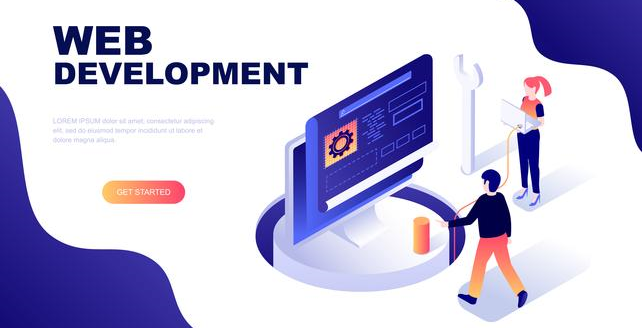 WEB
DEVELOPMENT
LOREM IPSUM dolor sit amet, consectetur adipiscing
elit, sed do eiusmod tempor incididunt ut labore et
dolore magna aliqua.
GET STARTED